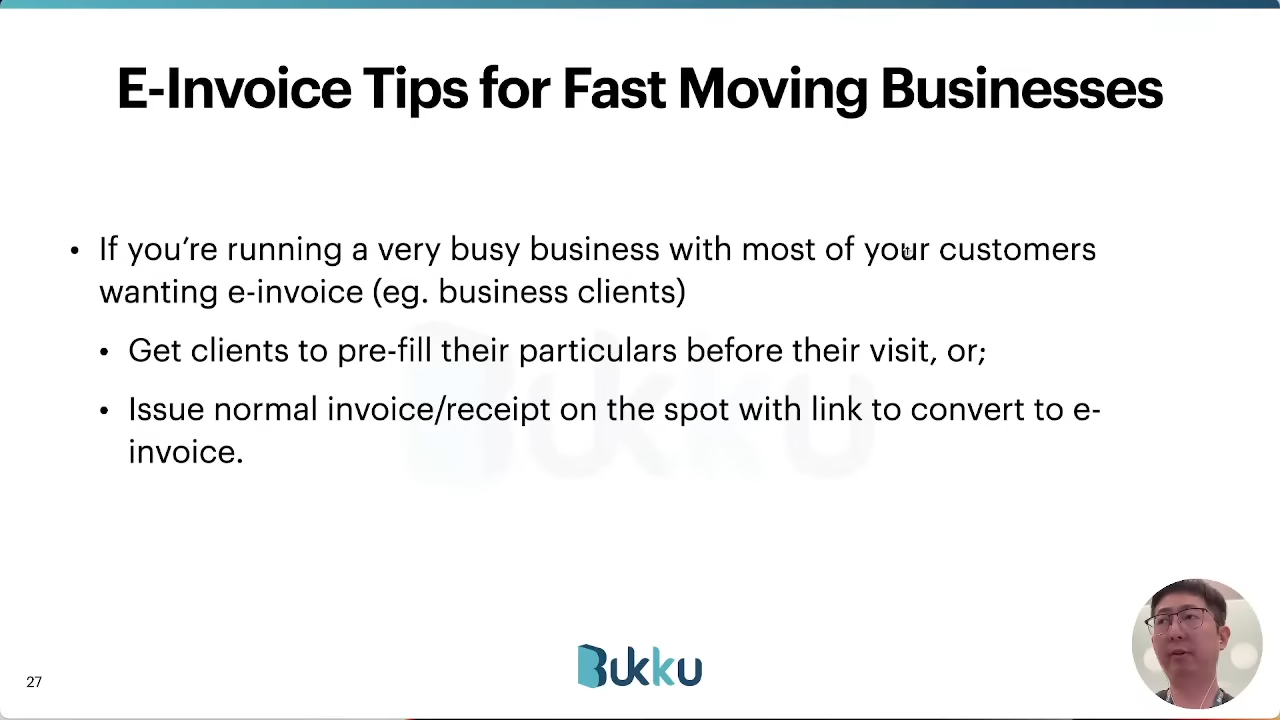 E-Invoice Tips for Fast Moving Businesses
• If you’re running a very busy business with most of your customers
wanting e-invoice (eg. business clients)
• Get clients to pre-fill their particulars before their visit, or;
• Issue normal invoice/receipt on the spot with link to convert to e-
invoice.
Bukku
27
Bukku